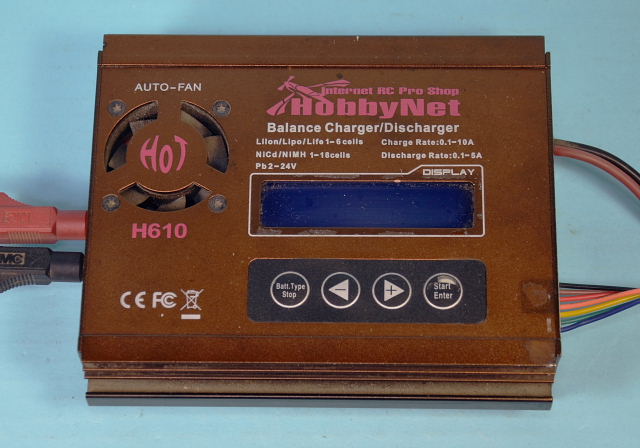 AUTO-FAN
HOT
H610
Internet RC Pro Shop
HobbyNet
Balance Charger/Discharger
LiIon/Lipo/Life 1-6cells Charge Rate:0.1-10A
NiCd/NIMH 1-18cells Discharge Rate:0.1-5A
Pb 2-24V
DISPLAY
Batt.Type
Stop
−
+
Start
Enter
CE FC